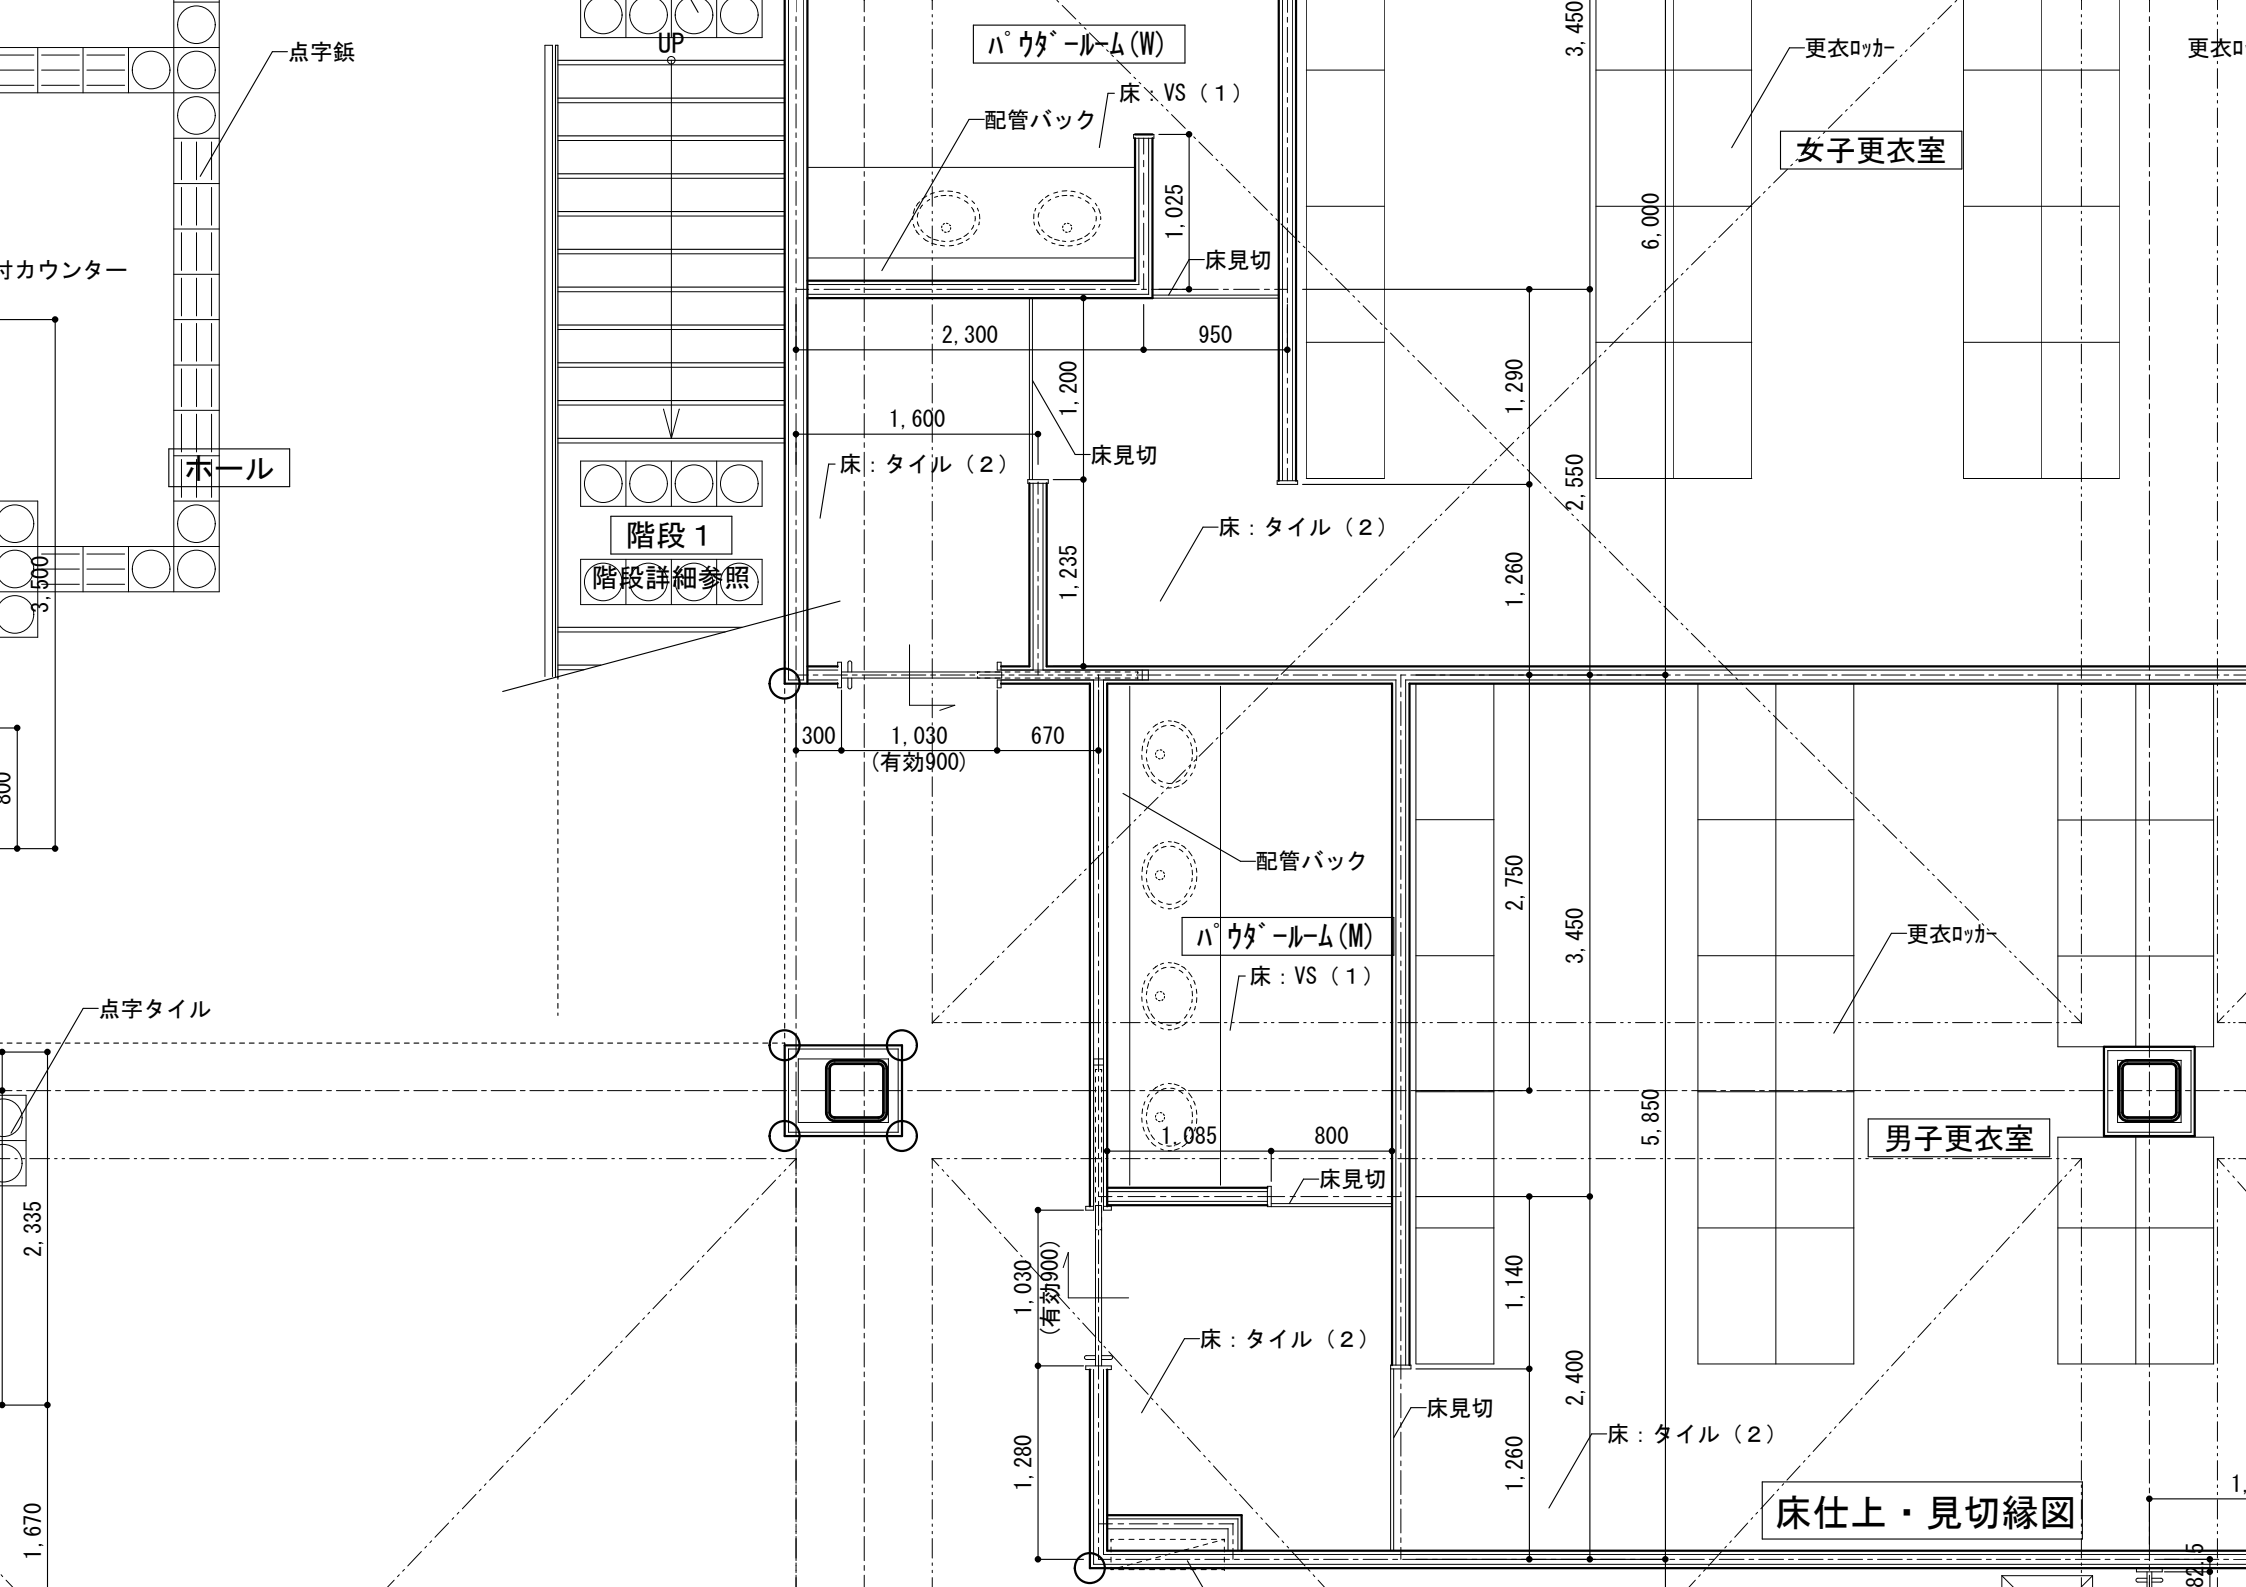 3,450
UP
点字鋲
ﾊﾟｳﾀﾞｰﾙｰﾑ(W)
更衣ﾛｯｶｰ
床：VS（１）
配管バック
女子更衣室
1,025
6,000
カウンター
床見切
2,300
950
1,200
1,290
1,600
床見切
床：タイル（２）
ホール
2,550
階段１
床：タイル（２）
階段詳細参照
3,500
1,235
1,260
300
1,030
(有効900)
670
800
配管バック
2,750
3,450
ﾊﾟｳﾀﾞｰﾙｰﾑ(M)
更衣ﾛｯｶｰ
床：VS（１）
点字タイル
5,850
1,085
800
男子更衣室
床見切
2,335
1,030
(有効900)
1,140
床：タイル（２）
2,400
床見切
床：タイル（２）
1,280
1,260
床仕上・見切縁図
1,670